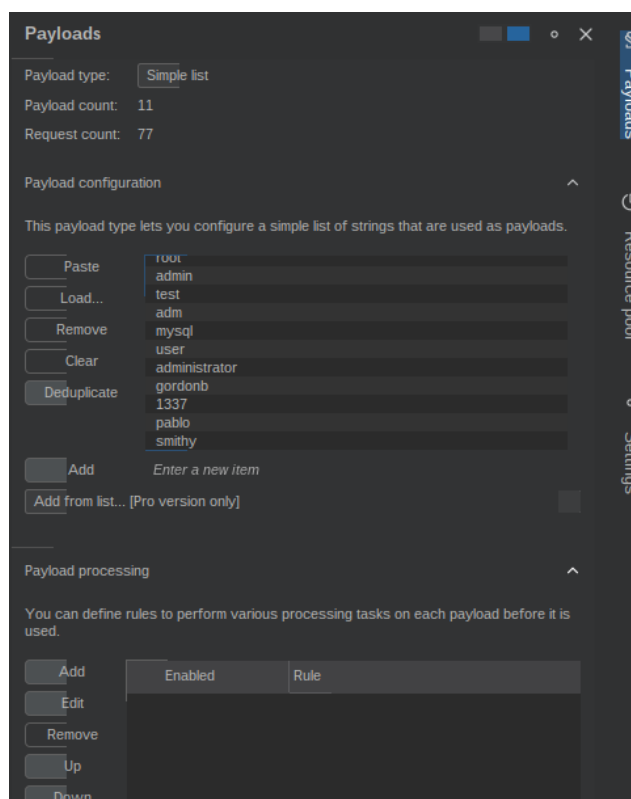 Payloads
Payload type: Simple list
Payload count: 11
Request count: 77
Payload configuration
This payload type lets you configure a simple list of strings that are used as payloads.
Paste
Load...
Remove
Clear
Deduplicate
root
admin
test
adm
mysql
user
administrator
gordonb
1337
pablo
smithy
Add Enter a new item
Add from list... [Pro version only]
Payload processing
You can define rules to perform various processing tasks on each payload before it is
used.
Add
Edit
Remove
Up
Down
Enabled Rule
Payloads
Resource pool
Settings